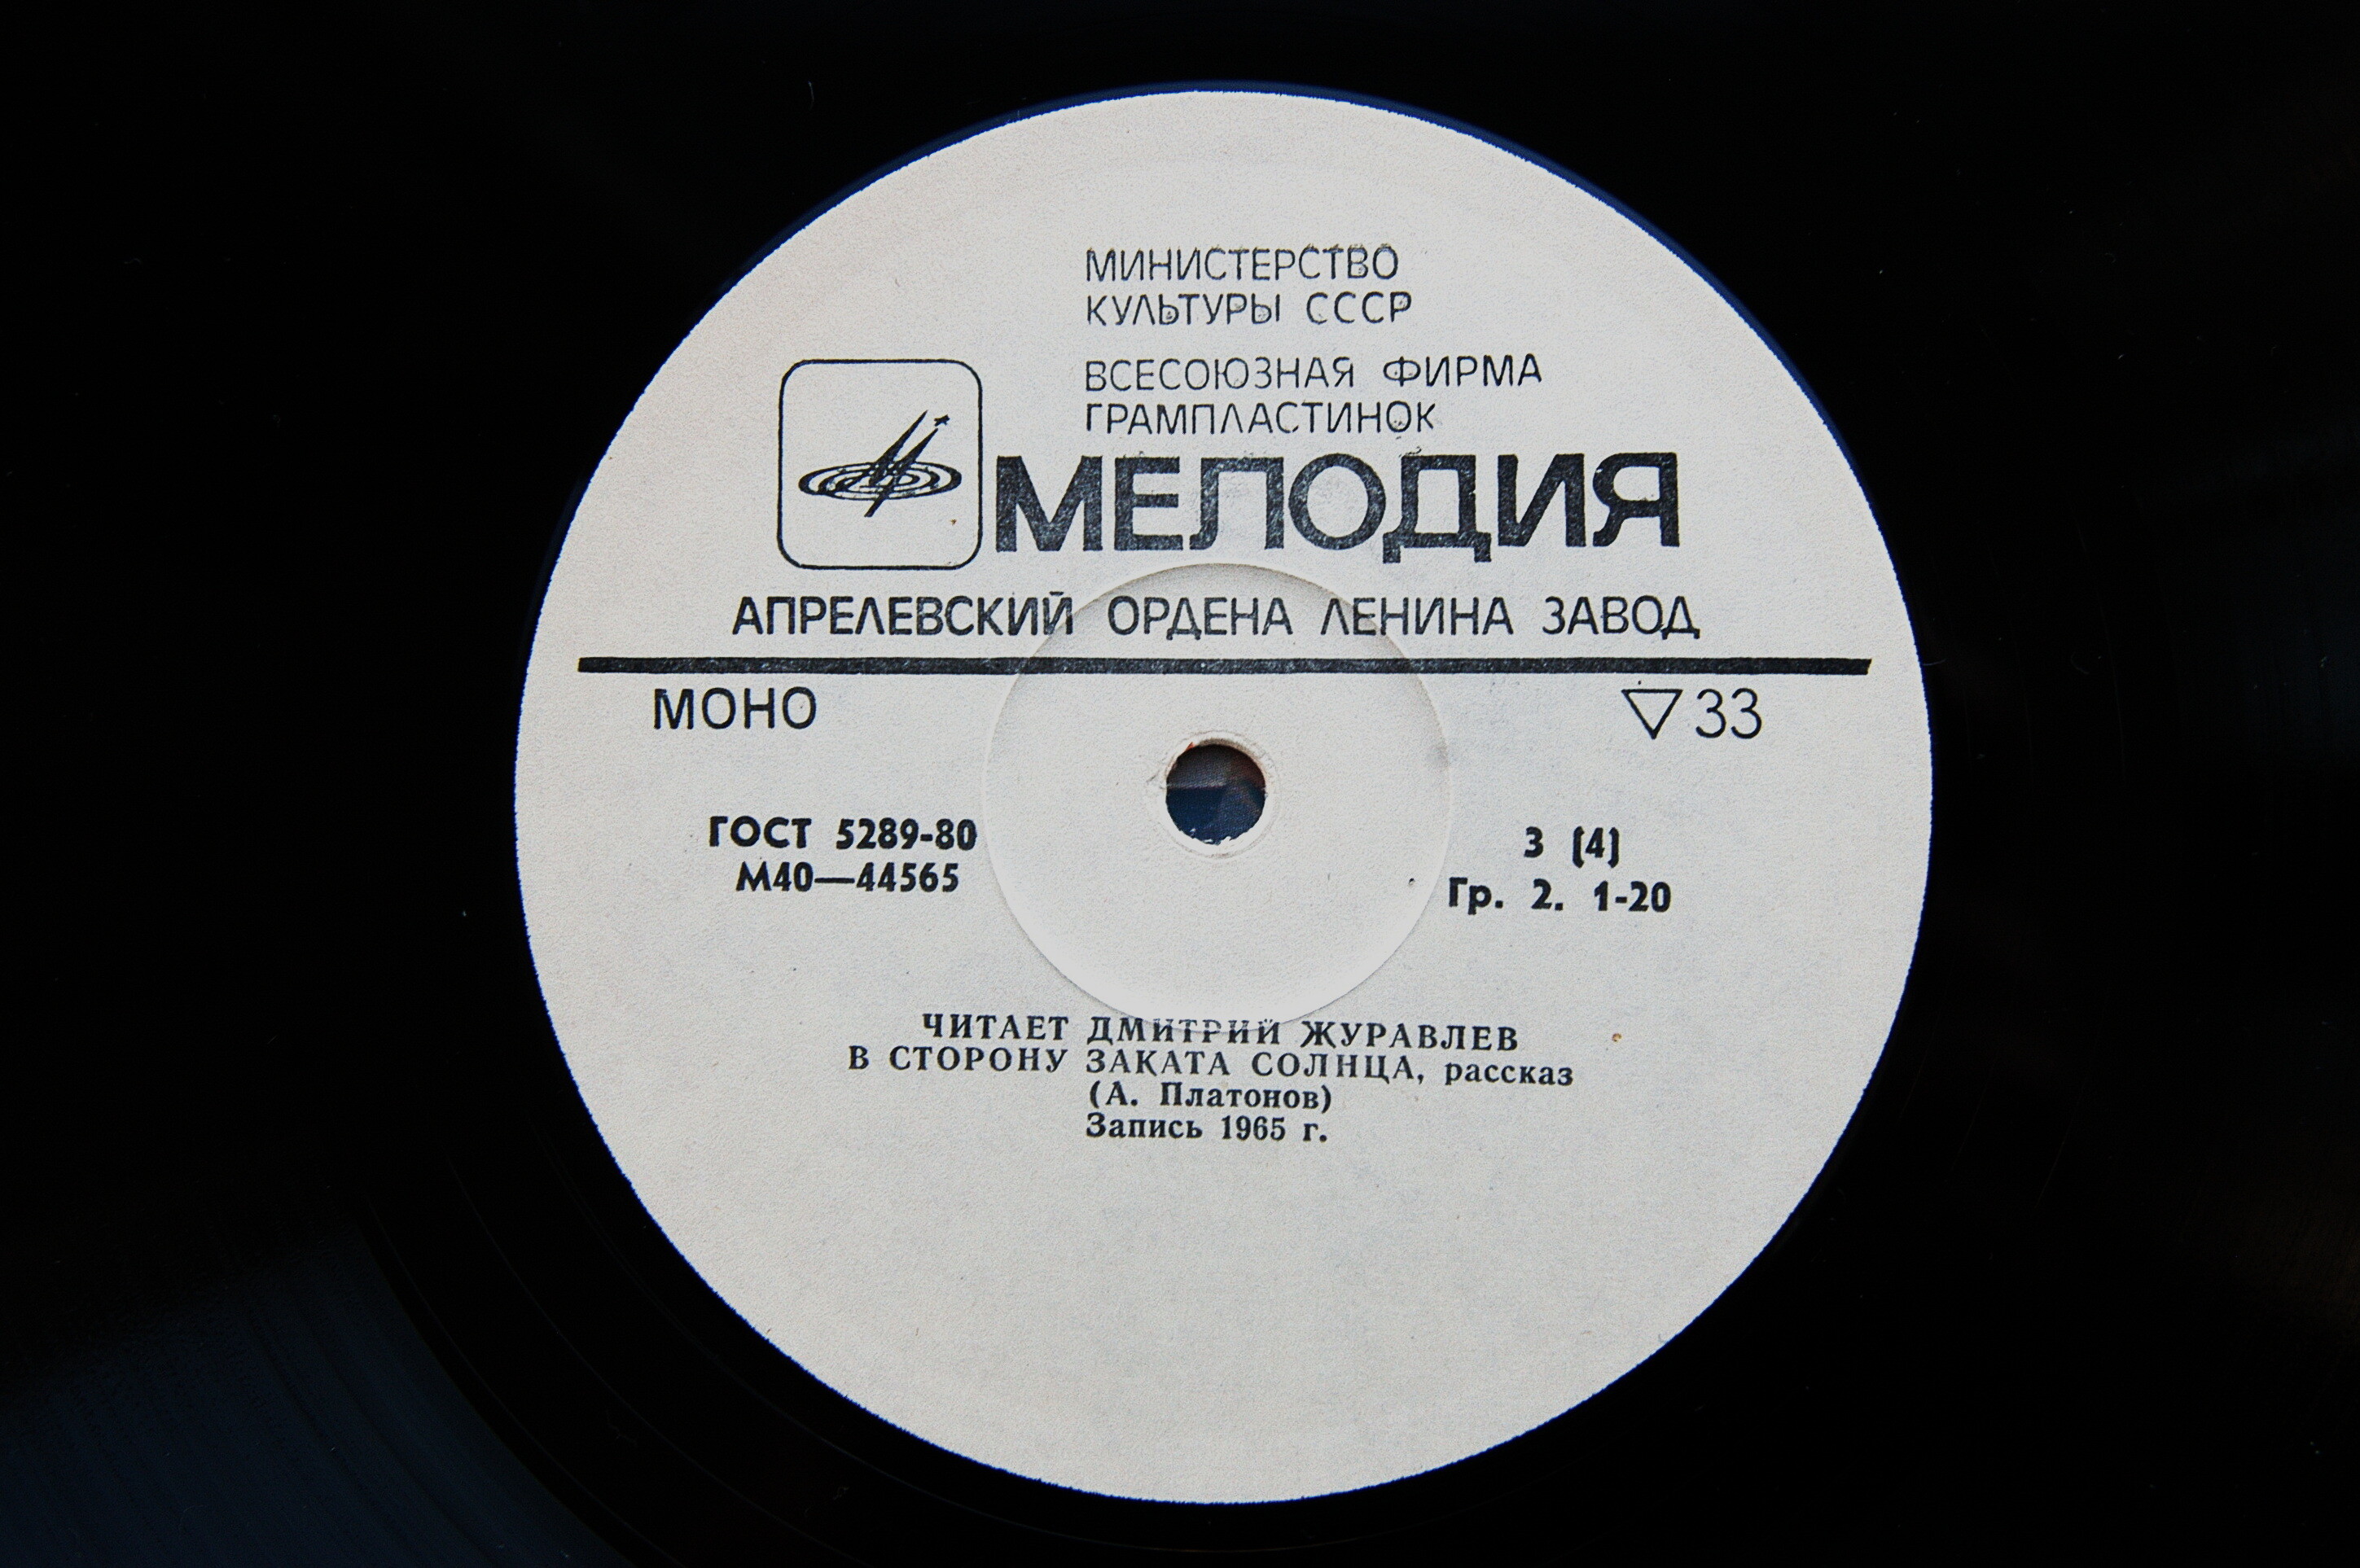 МИНИСТЕРСТВО
КУЛЬТУРЫ СССР
ВСЕСОЮЗНАЯ ФИРМА
ГРАМПЛАСТИНОК
МЕЛОДИЯ
АПРЕЛЕВСКИЙ ОРДЕНА ЛЕНИНА ЗАВОД
МОНО ▽33
ГОСТ 5289-80 3 (4)
М40—44565 Гр. 2. 1-20
ЧИТАЕТ ДМИТРИЙ ЖУРАВЛЕВ
В СТОРОНУ ЗАКАТА СОЛНЦА, рассказ
(А. Платонов)
Запись 1965 г.